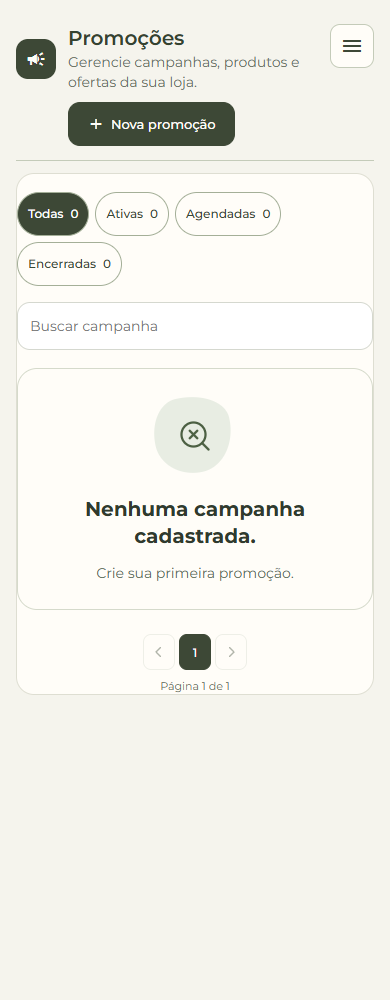 Promoções
Gerencie campanhas, produtos e
ofertas da sua loja.
Nova promoção
Todas 0
Ativas 0
Agendadas 0
Encerradas 0
Buscar campanha
Nenhuma campanha
cadastrada.
Crie sua primeira promoção.
1
Página 1 de 1